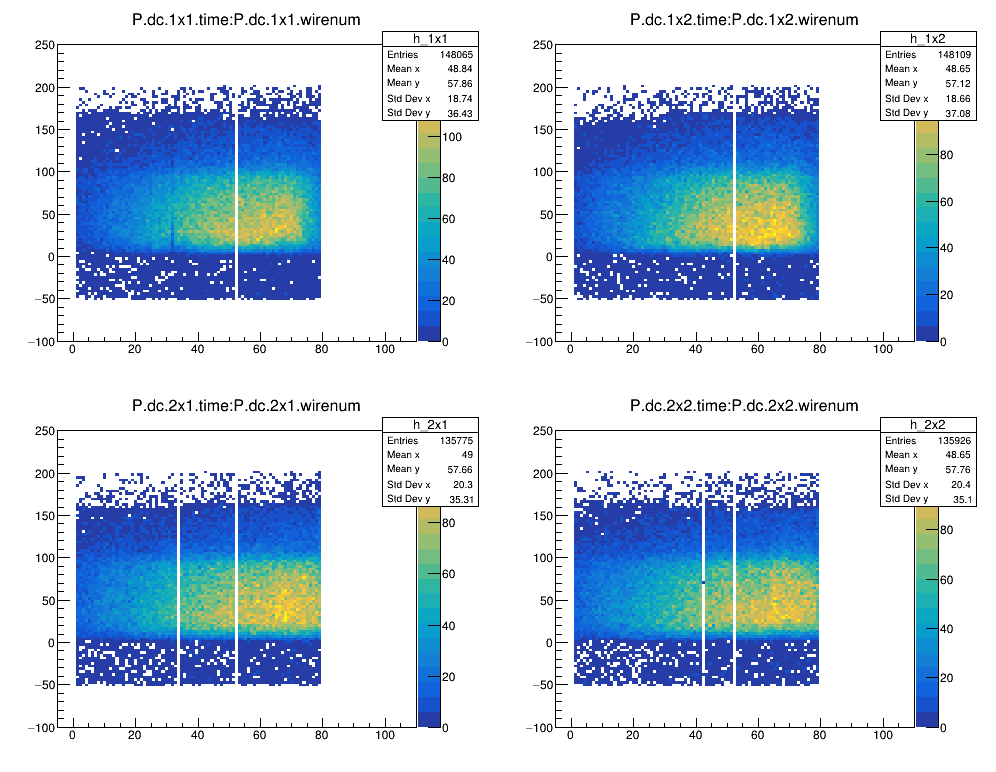 P.dc.1x1.time:P.dc.1x1.wirenum
h_1x1
Entries 148065
Mean x 48.84
Mean y 57.86
Std Dev x 18.74
Std Dev y 36.43
250
200
150
100
50
0
−50
−100
0 20 40 60 80 100
100
80
60
40
20
0
P.dc.1x2.time:P.dc.1x2.wirenum
h_1x2
Entries 148109
Mean x 48.65
Mean y 57.12
Std Dev x 18.66
Std Dev y 37.08
250
200
150
100
50
0
−50
−100
0 20 40 60 80 100
80
60
40
20
0
P.dc.2x1.time:P.dc.2x1.wirenum
h_2x1
Entries 135775
Mean x 49
Mean y 57.66
Std Dev x 20.3
Std Dev y 35.31
250
200
150
100
50
0
−50
−100
0 20 40 60 80 100
80
60
40
20
0
P.dc.2x2.time:P.dc.2x2.wirenum
h_2x2
Entries 135926
Mean x 48.65
Mean y 57.76
Std Dev x 20.4
Std Dev y 35.1
250
200
150
100
50
0
−50
−100
0 20 40 60 80 100
80
60
40
20
0